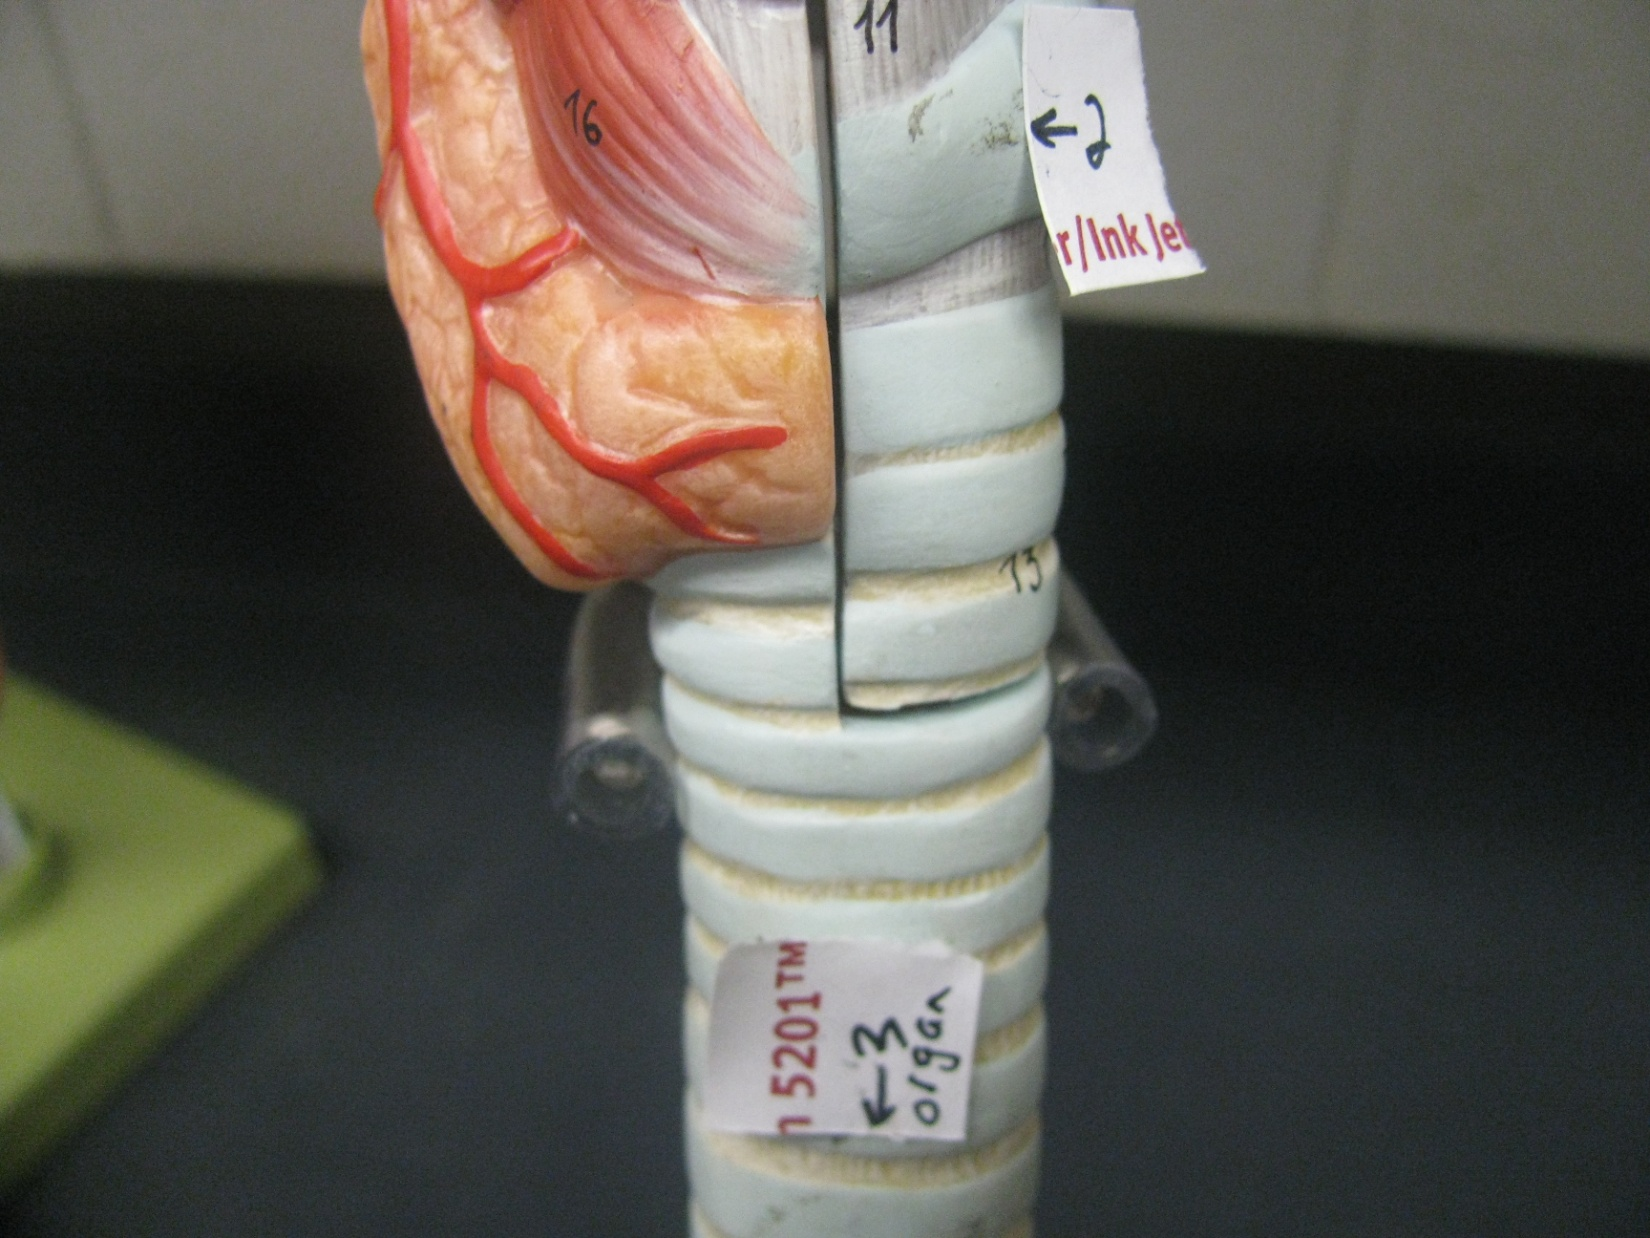 11
←2
r/Ink Jet
16
13
n 5201™
←3
organ